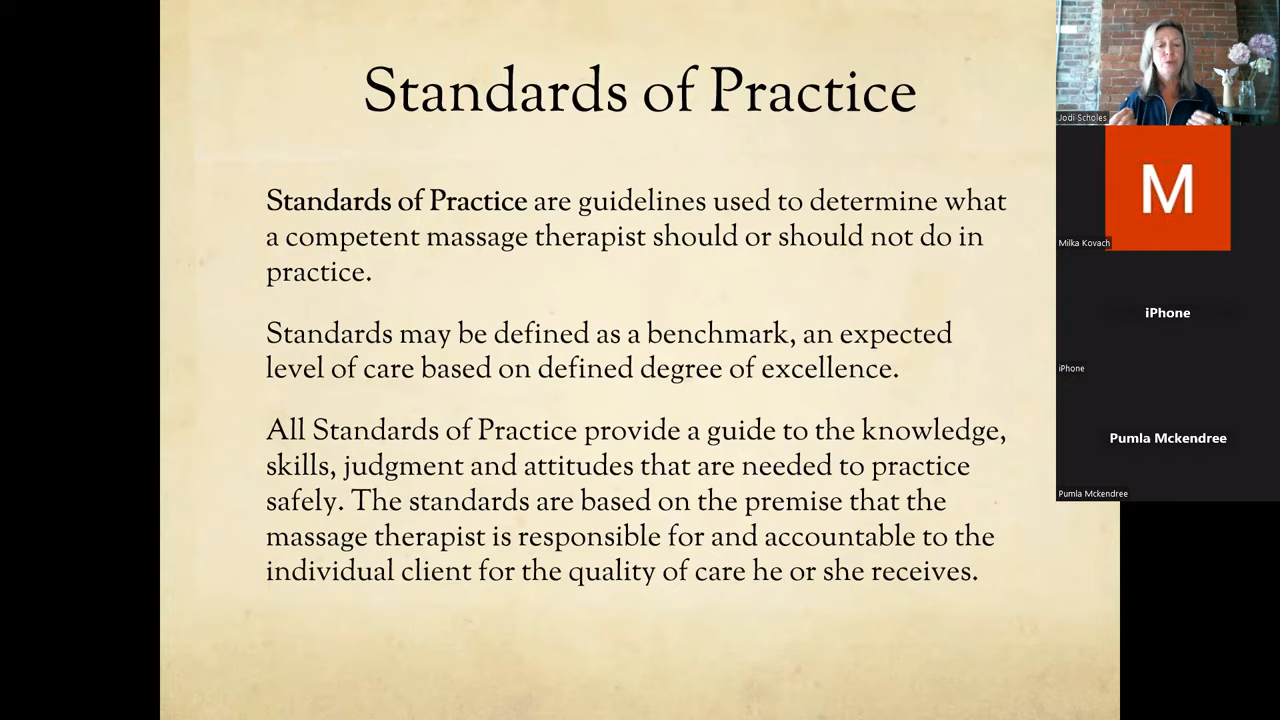 Standards of Practice
Standards of Practice are guidelines used to determine what
a competent massage therapist should or should not do in
practice.
Standards may be defined as a benchmark, an expected
level of care based on defined degree of excellence.
All Standards of Practice provide a guide to the knowledge,
skills, judgment and attitudes that are needed to practice
safely. The standards are based on the premise that the
massage therapist is responsible for and accountable to the
individual client for the quality of care he or she receives.
Jodi Scholes
M
Milka Kovach
iPhone
iPhone
Pumla Mckendree
Pumla Mckendree